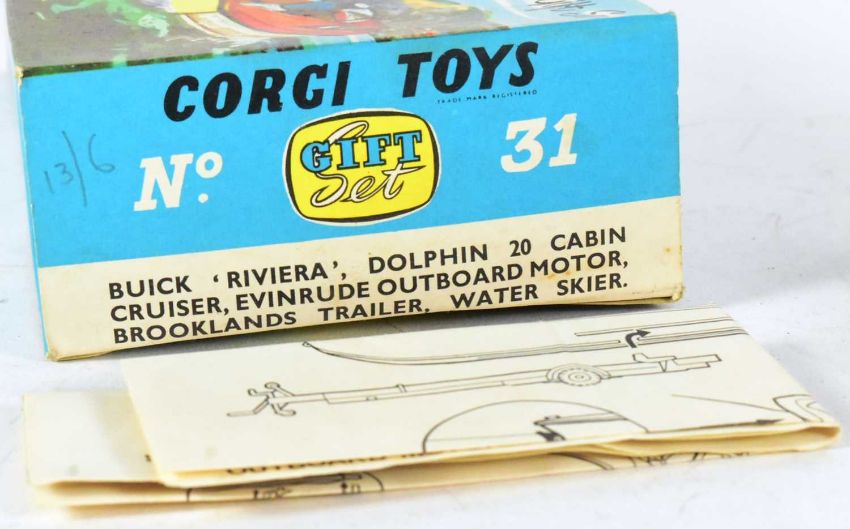 CORGI TOYS
TRADE MARK REGISTERED
13/6
Nº.
GIFT
Set
31
BUICK ‘RIVIERA’, DOLPHIN 20 CABIN
CRUISER, EVINRUDE OUTBOARD MOTOR,
BROOKLANDS TRAILER. WATER SKIER.
OUTBOARD